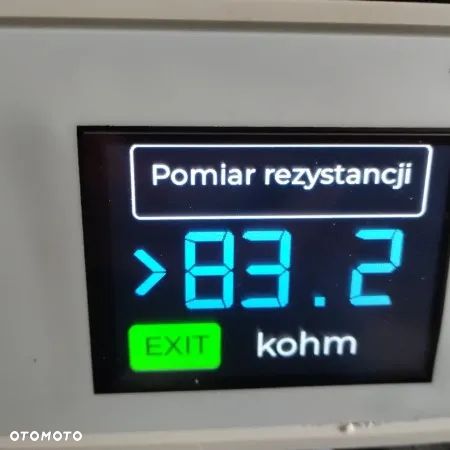 Pomiar rezystancji
>83.2
EXIT kohm
OTOMOTO